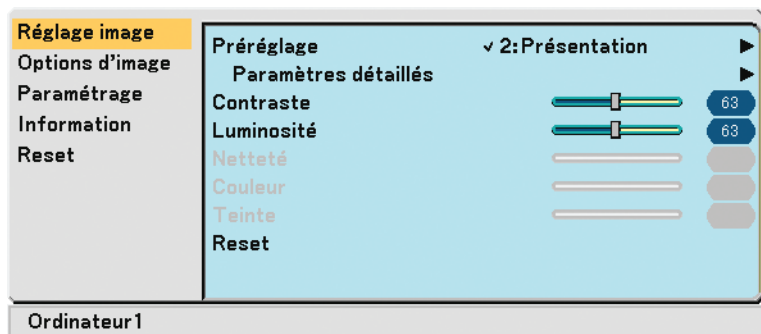 Réglage image
Options d'image
Paramétrage
Information
Reset
Préréglage ✓ 2:Présentation
Paramètres détaillés
Contraste 63
Luminosité 63
Netteté
Couleur
Teinte
Reset
Ordinateur1